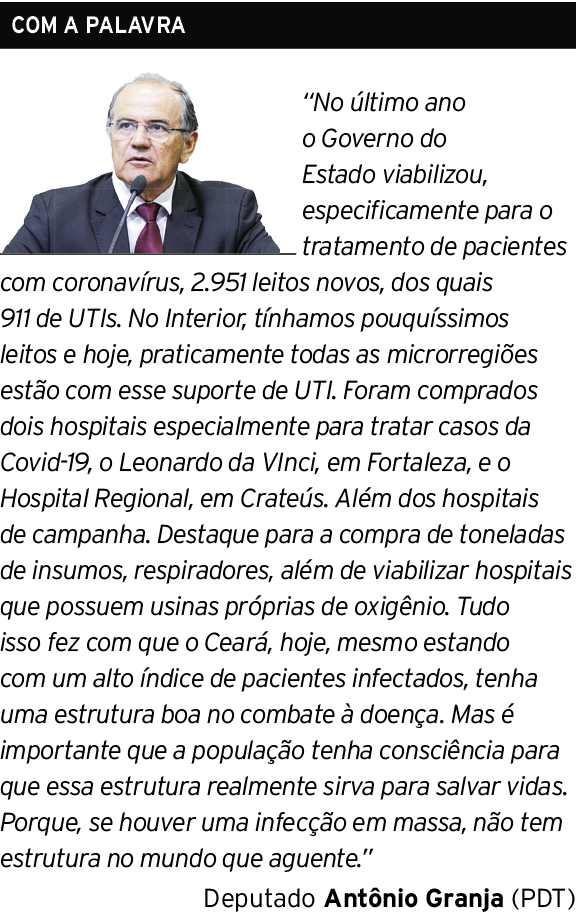 COM A PALAVRA
“No último ano
o Governo do
Estado viabilizou,
especificamente para o
tratamento de pacientes
com coronavírus, 2.951 leitos novos, dos quais
911 de UTIs. No Interior, tínhamos pouquíssimos
leitos e hoje, praticamente todas as microrregiões
estão com esse suporte de UTI. Foram comprados
dois hospitais especialmente para tratar casos da
Covid-19, o Leonardo da VInci, em Fortaleza, e o
Hospital Regional, em Crateús. Além dos hospitais
de campanha. Destaque para a compra de toneladas
de insumos, respiradores, além de viabilizar hospitais
que possuem usinas próprias de oxigênio. Tudo
isso fez com que o Ceará, hoje, mesmo estando
com um alto índice de pacientes infectados, tenha
uma estrutura boa no combate à doença. Mas é
importante que a população tenha consciência para
que essa estrutura realmente sirva para salvar vidas.
Porque, se houver uma infecção em massa, não tem
estrutura no mundo que aguente.”
Deputado Antônio Granja (PDT)